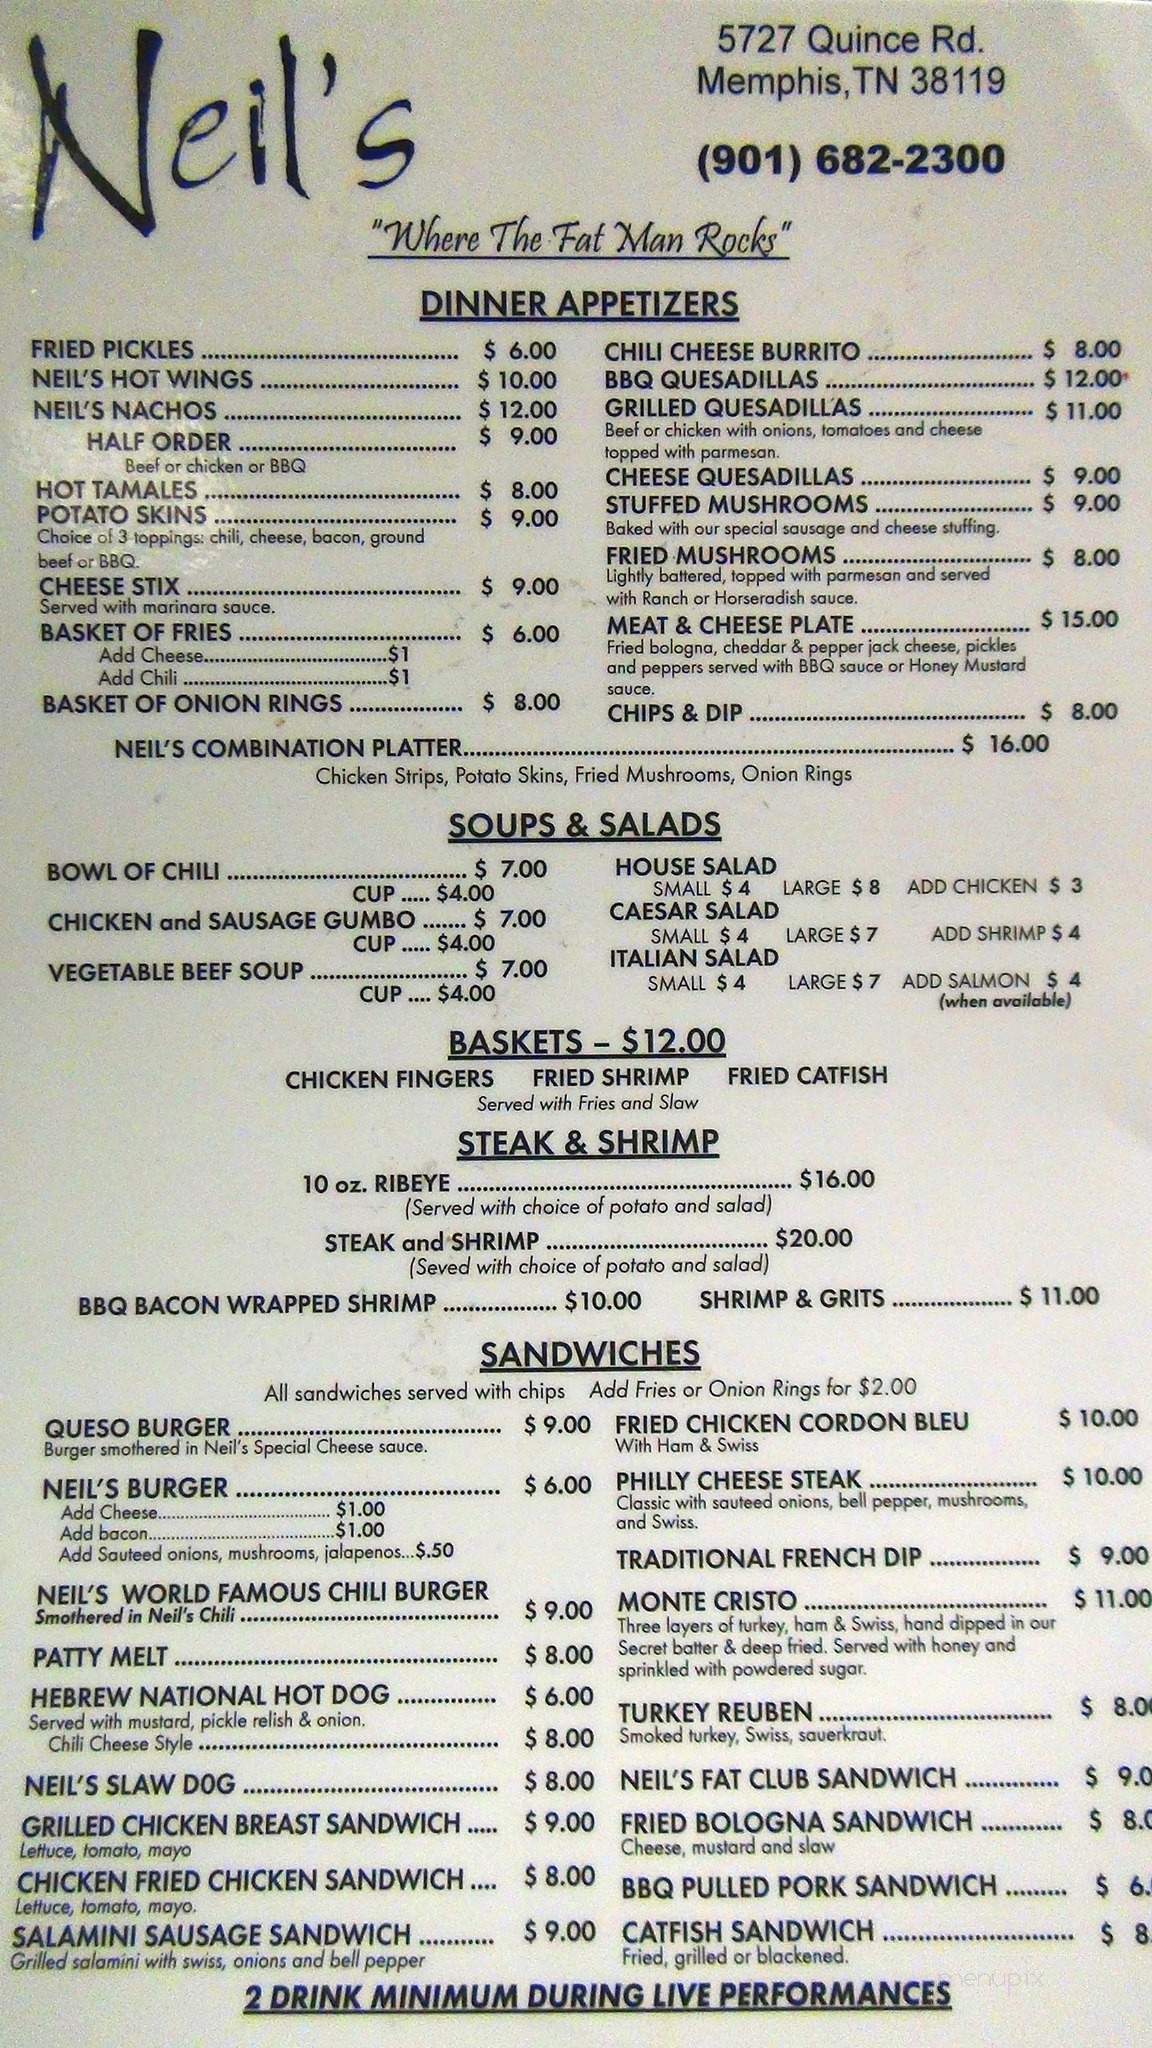 Neil's
5727 Quince Rd.
Memphis, TN 38119
(901) 682-2300
"Where The Fat Man Rocks"
DINNER APPETIZERS
FRIED PICKLES ........ $ 6.00
NEIL'S HOT WINGS ........ $ 10.00
NEIL'S NACHOS ........ $ 12.00
HALF ORDER ........ $ 9.00
Beef or chicken or BBQ
HOT TAMALES ........ $ 8.00
POTATO SKINS ........ $ 9.00
Choice of 3 toppings: chili, cheese, bacon, ground
beef or BBQ.
CHEESE STIX ........ $ 9.00
Served with marinara sauce.
BASKET OF FRIES ........ $ 6.00
Add Cheese........$1
Add Chili ........$1
BASKET OF ONION RINGS ........ $ 8.00
CHILI CHEESE BURRITO ........ $ 8.00
BBQ QUESADILLAS ........ $ 12.00
GRILLED QUESADILLAS ........ $ 11.00
Beef or chicken with onions, tomatoes and cheese
topped with parmesan.
CHEESE QUESADILLAS ........ $ 9.00
STUFFED MUSHROOMS ........ $ 9.00
Baked with our special sausage and cheese stuffing.
FRIED MUSHROOMS ........ $ 8.00
Lightly battered, topped with parmesan and served
with Ranch or Horseradish sauce.
MEAT & CHEESE PLATE ........ $ 15.00
Fried bologna, cheddar & pepper jack cheese, pickles
and peppers served with BBQ sauce or Honey Mustard
sauce.
CHIPS & DIP ........ $ 8.00
NEIL'S COMBINATION PLATTER........ $ 16.00
Chicken Strips, Potato Skins, Fried Mushrooms, Onion Rings
SOUPS & SALADS
BOWL OF CHILI ........ $ 7.00
CUP ..... $4.00
CHICKEN and SAUSAGE GUMBO ....... $ 7.00
CUP ..... $4.00
VEGETABLE BEEF SOUP ........ $ 7.00
CUP .... $4.00
HOUSE SALAD
SMALL $ 4 LARGE $ 8 ADD CHICKEN $ 3
CAESAR SALAD
SMALL $ 4 LARGE $ 7 ADD SHRIMP $ 4
ITALIAN SALAD
SMALL $ 4 LARGE $ 7 ADD SALMON $ 4
(when available)
BASKETS – $12.00
CHICKEN FINGERS FRIED SHRIMP FRIED CATFISH
Served with Fries and Slaw
STEAK & SHRIMP
10 oz. RIBEYE ........ $16.00
(Served with choice of potato and salad)
STEAK and SHRIMP ........ $20.00
(Seved with choice of potato and salad)
BBQ BACON WRAPPED SHRIMP ........ $10.00 SHRIMP & GRITS ........ $ 11.00
SANDWICHES
All sandwiches served with chips Add Fries or Onion Rings for $2.00
QUESO BURGER ........ $ 9.00
Burger smothered in Neil's Special Cheese sauce.
NEIL'S BURGER ........ $ 6.00
Add Cheese........ $1.00
Add bacon........$1.00
Add Sauteed onions, mushrooms, jalapenos...$.50
NEIL'S WORLD FAMOUS CHILI BURGER
Smothered in Neil's Chili ........ $ 9.00
PATTY MELT ........ $ 8.00
HEBREW NATIONAL HOT DOG ........ $ 6.00
Served with mustard, pickle relish & onion.
Chili Cheese Style ........ $ 8.00
NEIL'S SLAW DOG ........ $ 8.00
GRILLED CHICKEN BREAST SANDWICH ..... $ 9.00
Lettuce, tomato, mayo
CHICKEN FRIED CHICKEN SANDWICH .... $ 8.00
Lettuce, tomato, mayo.
SALAMINI SAUSAGE SANDWICH ........ $ 9.00
Grilled salamini with swiss, onions and bell pepper
FRIED CHICKEN CORDON BLEU $ 10.00
With Ham & Swiss
PHILLY CHEESE STEAK ........ $ 10.00
Classic with sauteed onions, bell pepper, mushrooms,
and Swiss.
TRADITIONAL FRENCH DIP ........ $ 9.00
MONTE CRISTO ........ $ 11.00
Three layers of turkey, ham & Swiss, hand dipped in our
Secret batter & deep fried. Served with honey and
sprinkled with powdered sugar.
TURKEY REUBEN ........ $ 8.00
Smoked turkey, Swiss, sauerkraut.
NEIL'S FAT CLUB SANDWICH ........ $ 9.0
FRIED BOLOGNA SANDWICH ........ $ 8.0
Cheese, mustard and slaw
BBQ PULLED PORK SANDWICH ......... $ 6.
CATFISH SANDWICH ........ $ 8.
Fried, grilled or blackened.
menupix
2 DRINK MINIMUM DURING LIVE PERFORMANCES